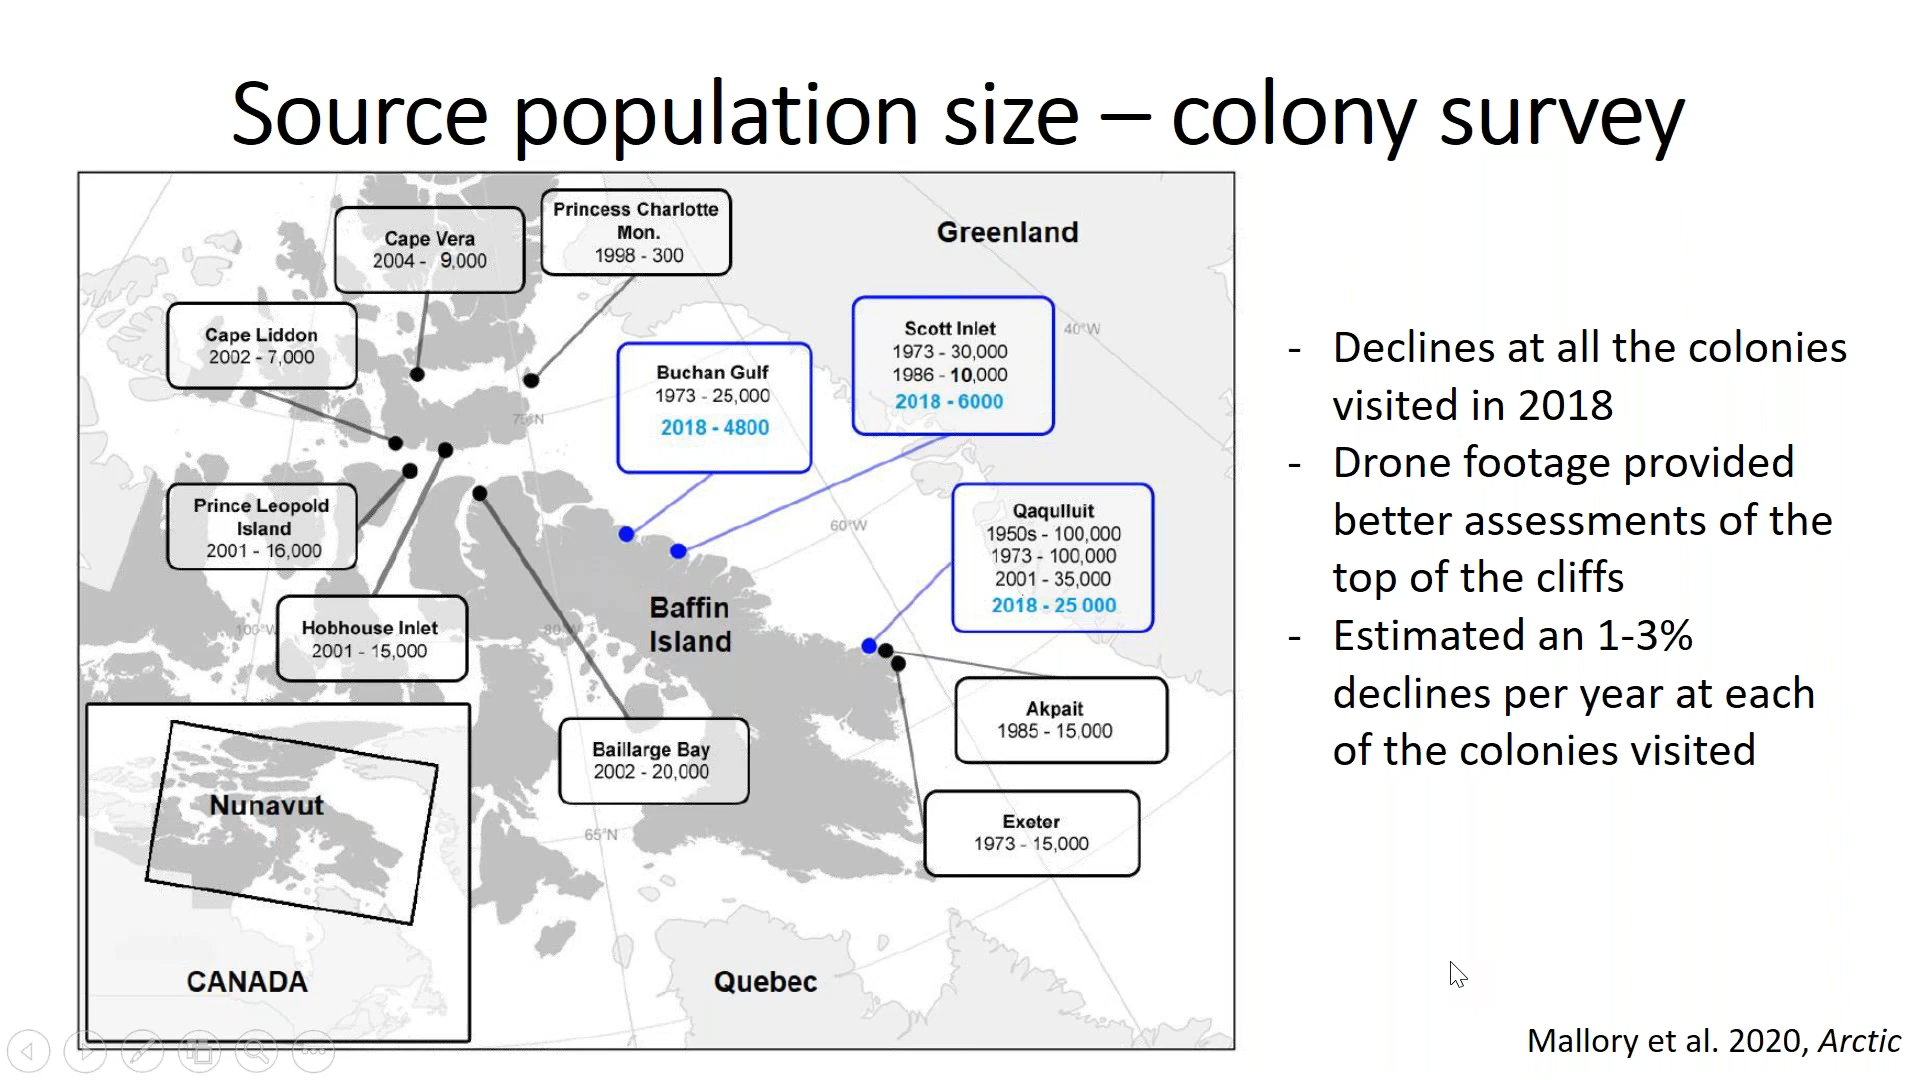 Source population size – colony survey
Princess Charlotte
Mon.
1998 - 300
Cape Vera
2004 - 9,000
Greenland
Cape Liddon
2002 - 7,000
Scott Inlet
1973 - 30,000
1986 - 10,000
2018 - 6000
40°W
Buchan Gulf
1973 - 25,000
2018 - 4800
75°N
Prince Leopold
Island
2001 - 16,000
60°W
Qaqulluit
1950s - 100,000
1973 - 100,000
2001 - 35,000
2018 - 25 000
Baffin
Island
100°W
80°W
Hobhouse Inlet
2001 - 15,000
Akpait
1985 - 15,000
Baillarge Bay
2002 - 20,000
Exeter
1973 - 15,000
65°N
Nunavut
CANADA
Quebec
- Declines at all the colonies
visited in 2018
- Drone footage provided
better assessments of the
top of the cliffs
- Estimated an 1-3%
declines per year at each
of the colonies visited
Mallory et al. 2020, Arctic